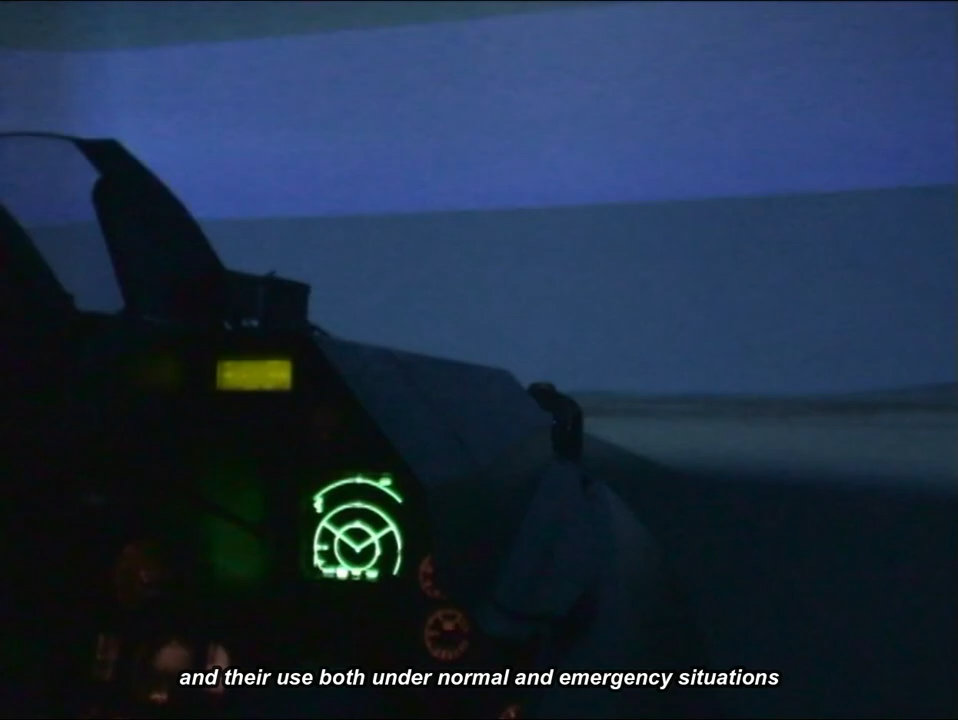 and their use both under normal and emergency situations